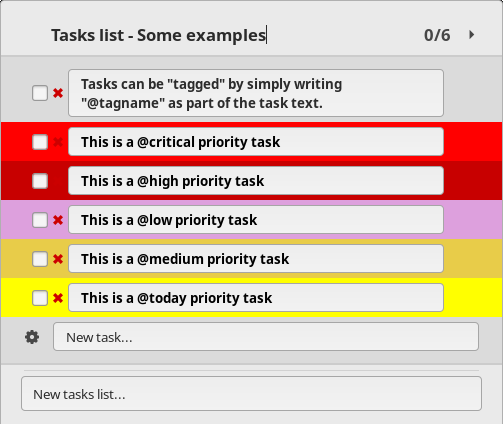 Tasks list - Some examples 0/6
Tasks can be "tagged" by simply writing
"@tagname" as part of the task text.
This is a @critical priority task
This is a @high priority task
This is a @low priority task
This is a @medium priority task
This is a @today priority task
New task...
New tasks list...